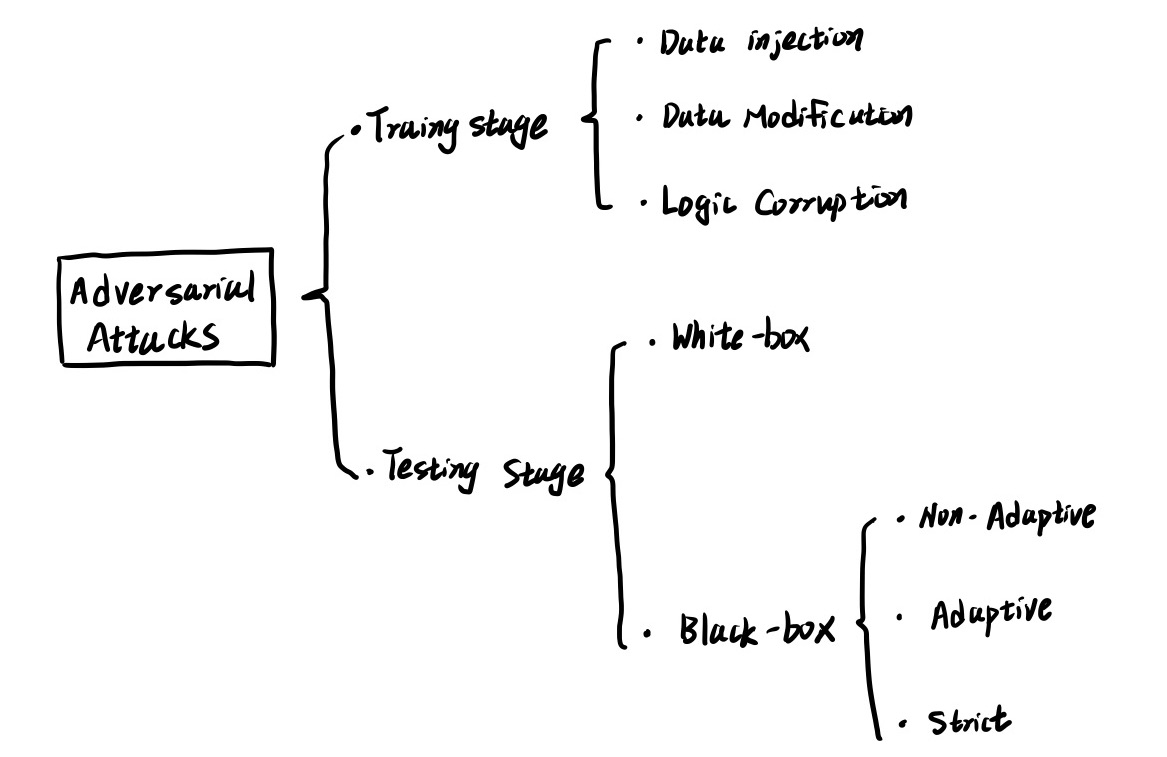 Adversarial
Attacks
• Traing stage
• Data injection
• Data Modification
• Logic Corruption
• Testing Stage
• White-box
• Black-box
• Non-Adaptive
• Adaptive
• Strict